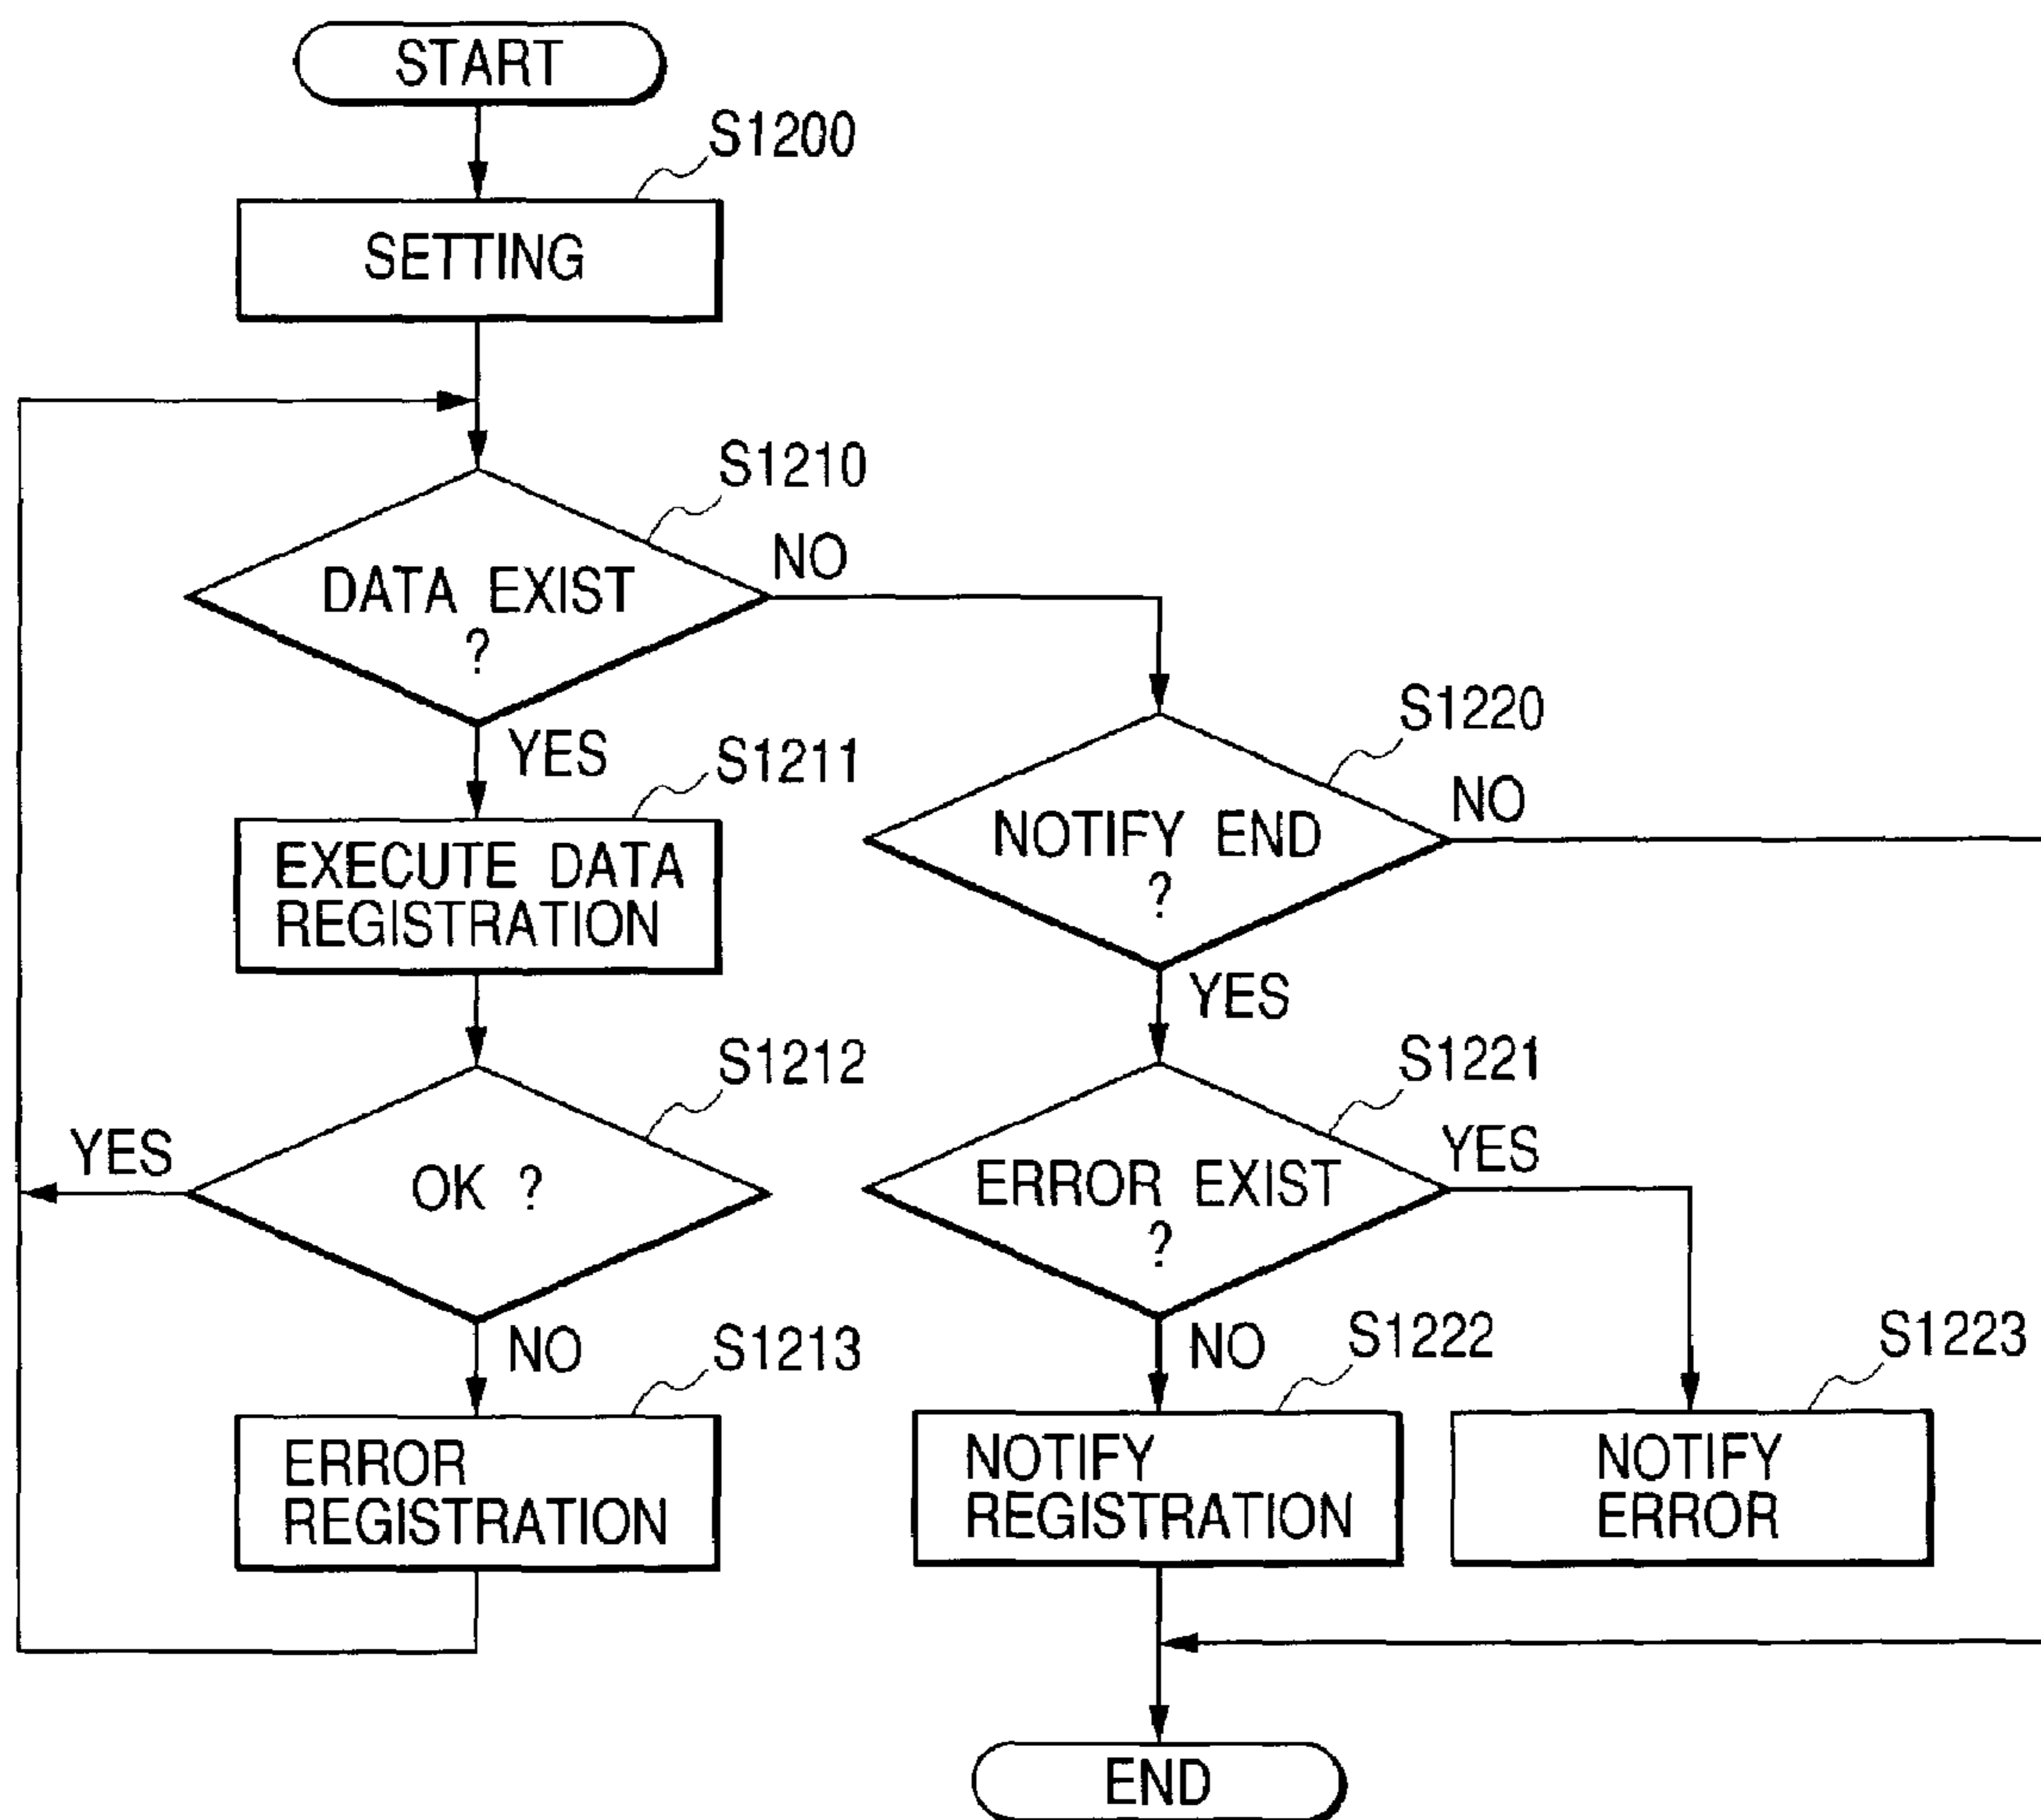 START
S1200
SETTING
S1210
DATA EXIST
?
NO
YES
S1211
EXECUTE DATA
REGISTRATION
S1212
OK ?
YES
NO
S1213
ERROR
REGISTRATION
S1220
NOTIFY END
?
NO
YES
S1221
ERROR EXIST
?
YES
NO
S1222
NOTIFY
REGISTRATION
S1223
NOTIFY
ERROR
END